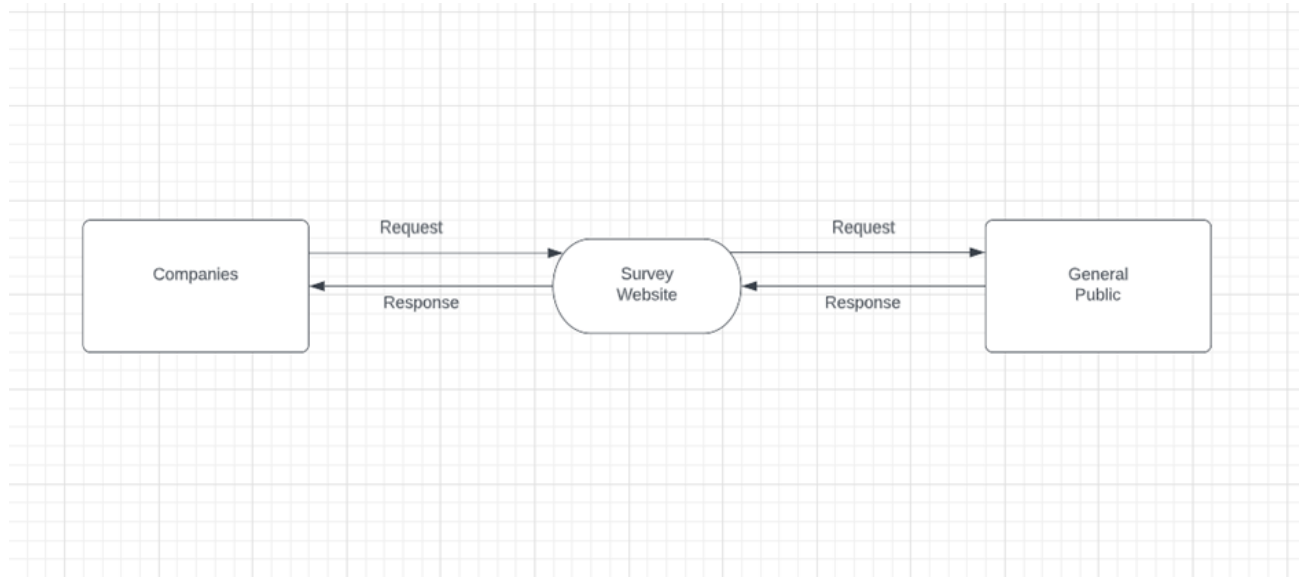 Request
Request
Companies
Survey
Website
General
Public
Response
Response